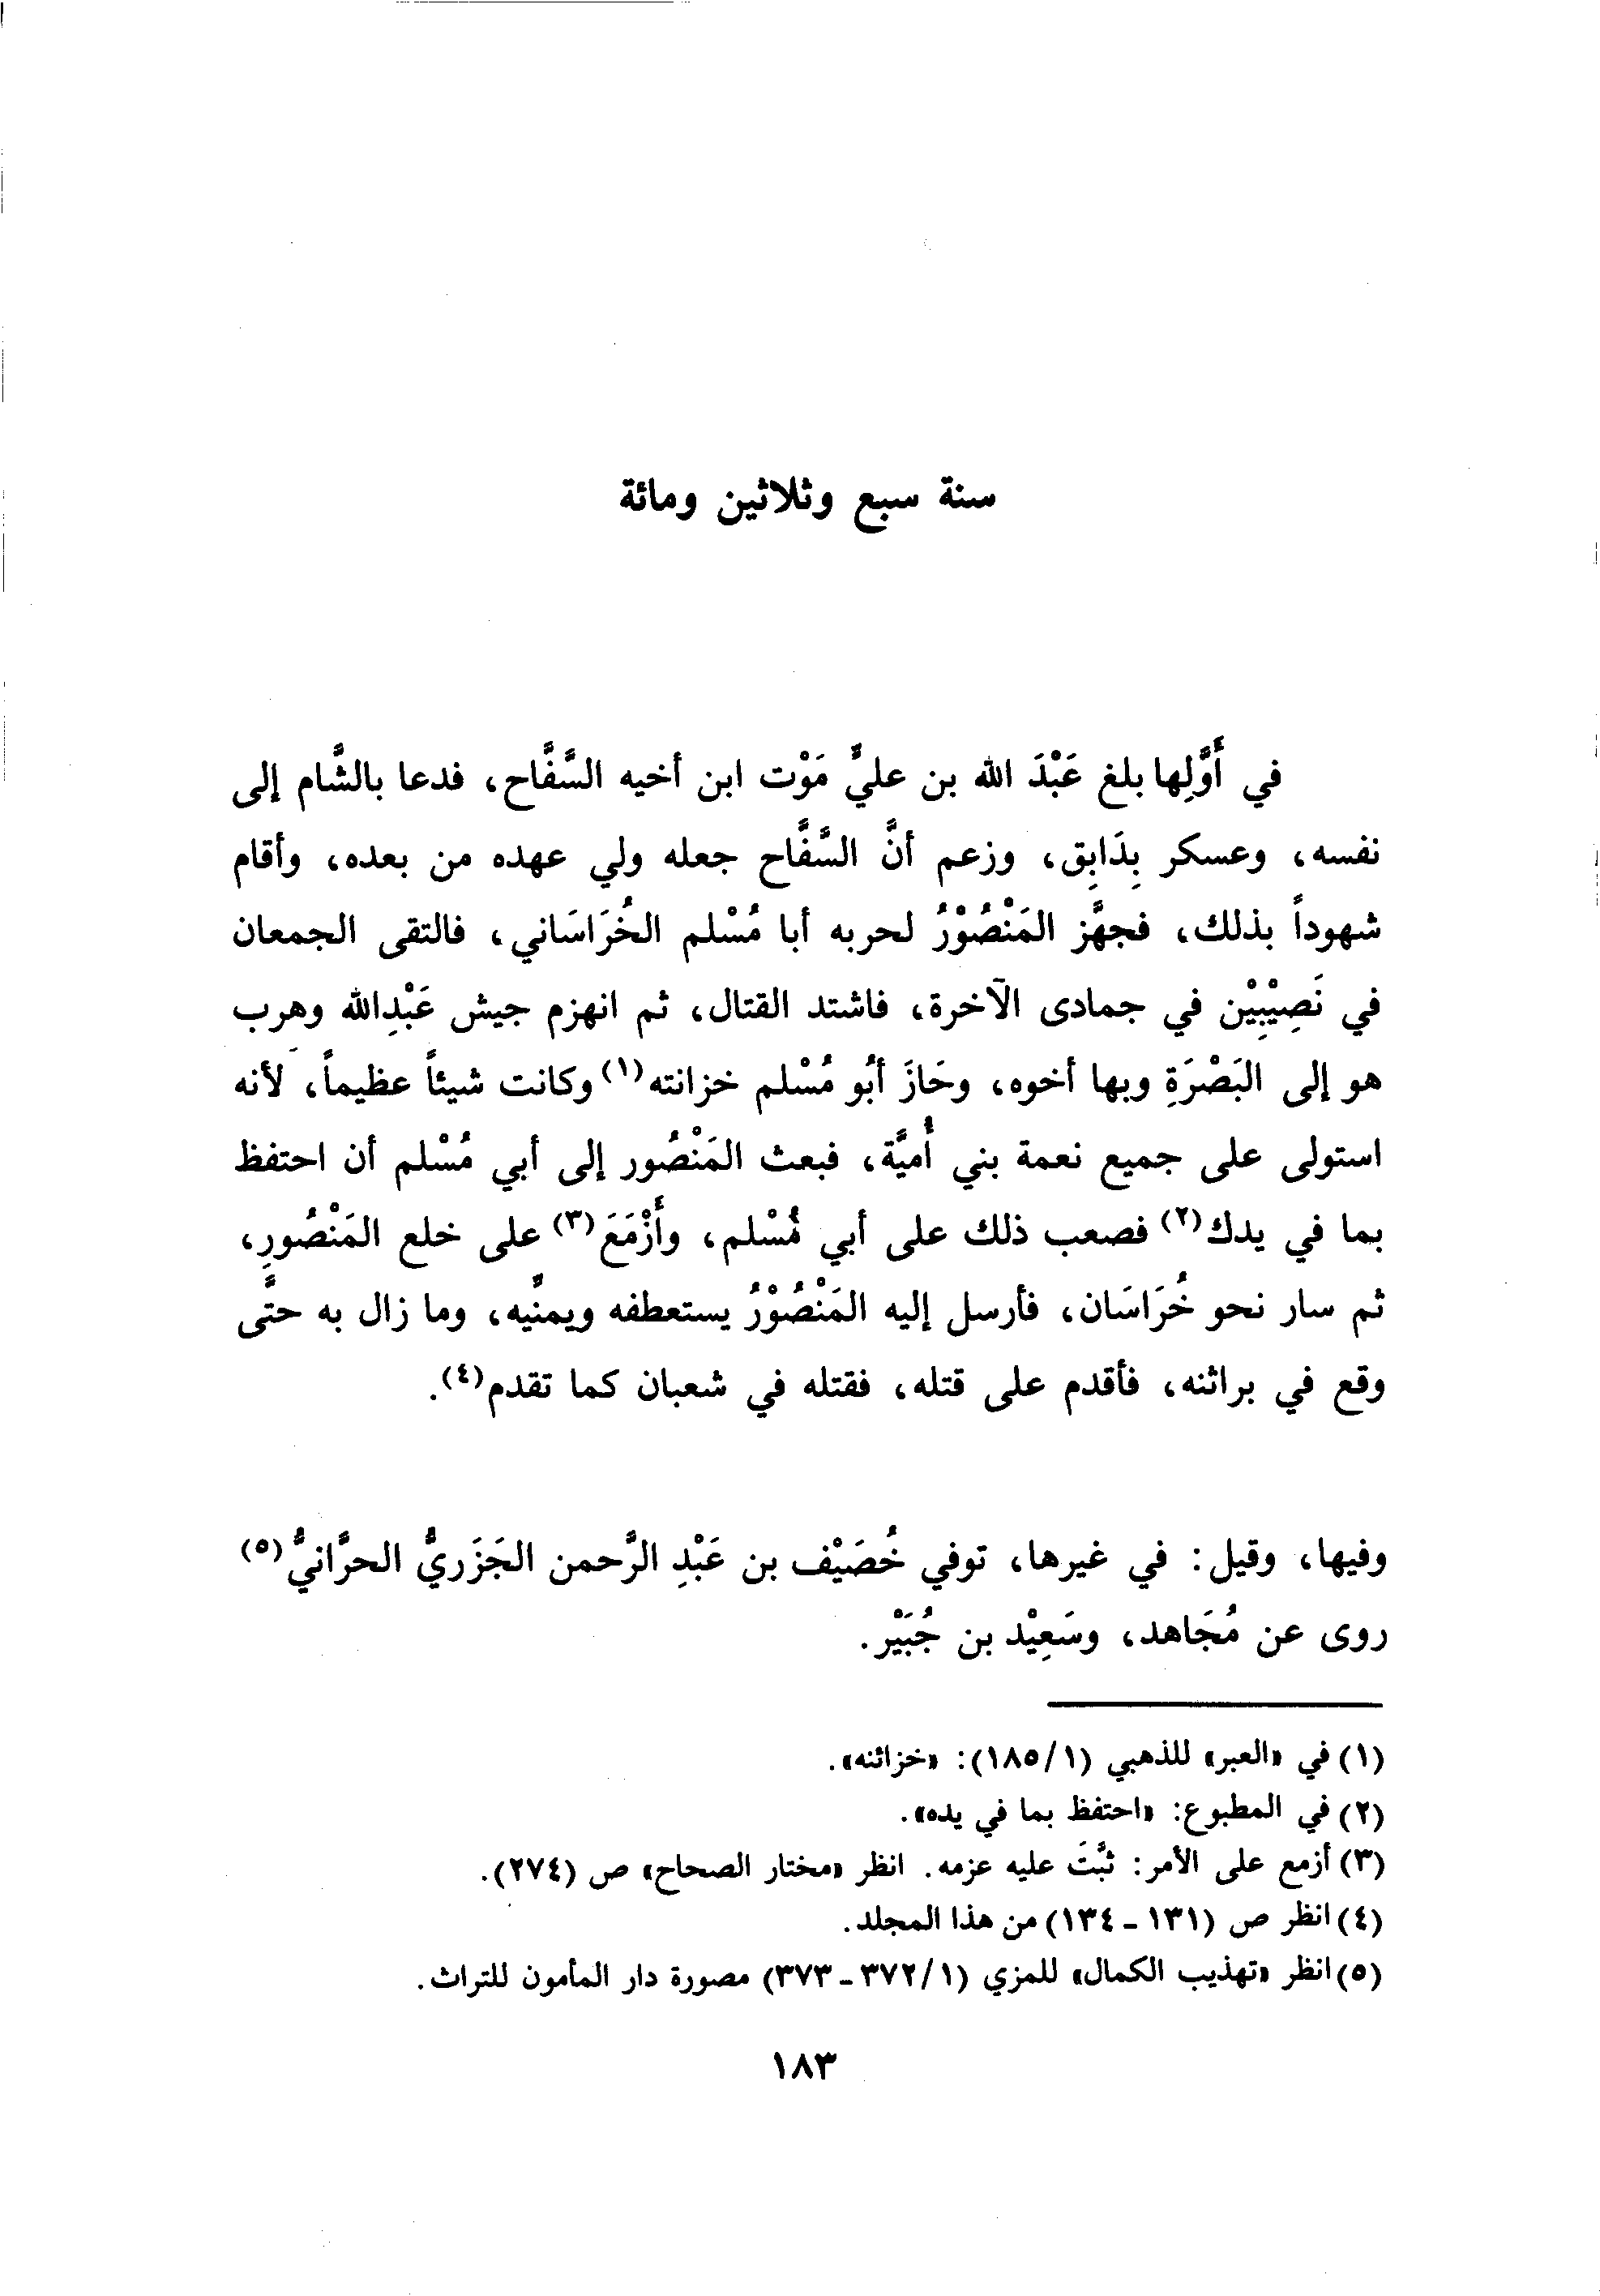 سنة سبع وثلاثين ومائة
في أَوَّلِها بلغ عَبْدَ الله بن عليٍّ مَوْت ابن أخيه السَّفَّاح، فدعا بالشَّام إلى
نفسه، وعسكر بِدَابِق، وزعم أنَّ السَّفَّاح جعله ولي عهده من بعده، وأقام
شهوداً بذلك، فجهَّز المَنْصُوْرُ لحربه أبا مُسْلم الخُرَاسَاني، فالتقى الجمعان
في نَصِيْبِيْن في جمادى الآخرة، فاشتد القتال، ثم انهزم جيش عَبْدِالله وهرب
هو إلى البَصْرَةِ وبها أخوه، وحَازَ أبُو مُسْلم خزانته(١) وكانت شيئاً عظيماً، لأنه
استولى على جميع نعمة بني أُميَّة، فبعث المَنْصُور إلى أبي مُسْلم أن احتفظ
بما في يدك(٢) فصعب ذلك على أبي مُسْلم، وأَزْمَعَ(٣) على خلع المَنْصُورِ،
ثم سار نحو خُرَاسَان، فأرسل إليه المَنْصُوْرُ يستعطفه ويمنِّيه، وما زال به حتَّى
وقع في براثنه، فأقدم على قتله، فقتله في شعبان كما تقدم(٤).
وفيها، وقيل: في غيرها، توفي خُصَيْف بن عَبْدِ الرَّحمن الجَزَريُّ الحرَّانيُّ(٥)
روى عن مُجَاهد، وسَعِيْد بن جُبَيْر.
(١) في «العبر» للذهبي (١/١٨٥): «خزائنه».
(٢) في المطبوع: «احتفظ بما في يده».
(٣) أزمع على الأمر: ثبَّتَ عليه عزمه. انظر «مختار الصحاح» ص (٢٧٤).
(٤) انظر ص (١٣١ - ١٣٤) من هذا المجلد.
(٥) انظر «تهذيب الكمال» للمزي (١/٣٧٢ - ٣٧٣) مصورة دار المأمون للتراث.
١٨٣